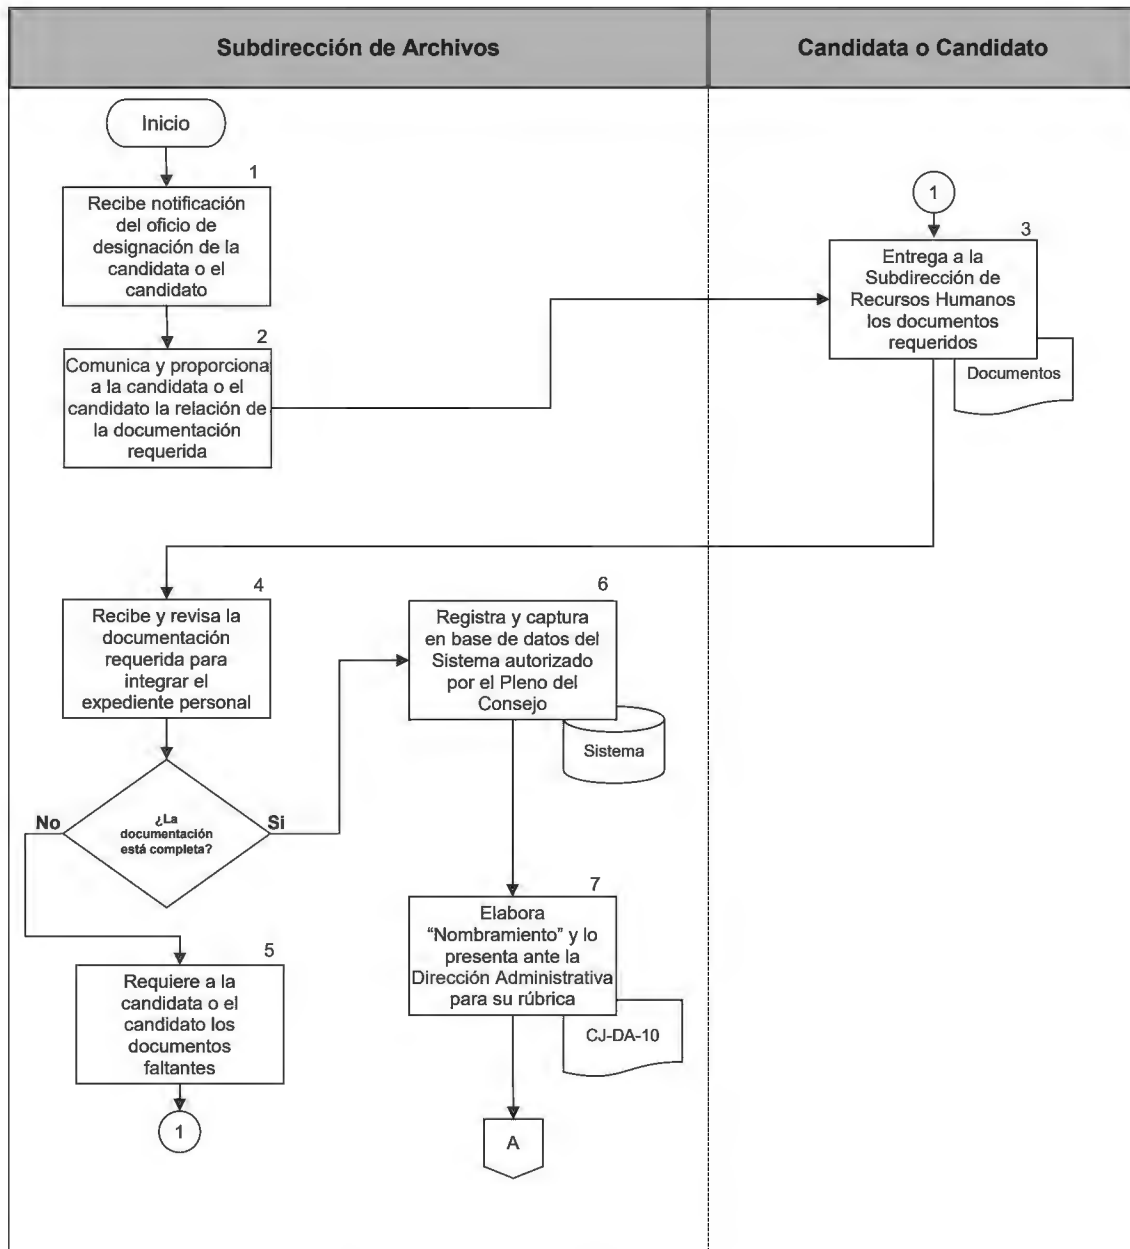 Subdirección de Archivos
Candidata o Candidato
Inicio
1
Recibe notificación
del oficio de
designación de la
candidata o el
candidato
2
Comunica y proporciona
a la candidata o el
candidato la relación de
la documentación
requerida
1
3
Entrega a la
Subdirección de
Recursos Humanos
los documentos
requeridos
Documentos
4
Recibe y revisa la
documentación
requerida para
integrar el
expediente personal
¿La
documentación
está completa?
No
Si
5
Requiere a la
candidata o el
candidato los
documentos
faltantes
1
6
Registra y captura
en base de datos del
Sistema autorizado
por el Pleno del
Consejo
Sistema
7
Elabora
“Nombramiento” y lo
presenta ante la
Dirección Administrativa
para su rúbrica
CJ-DA-10
A